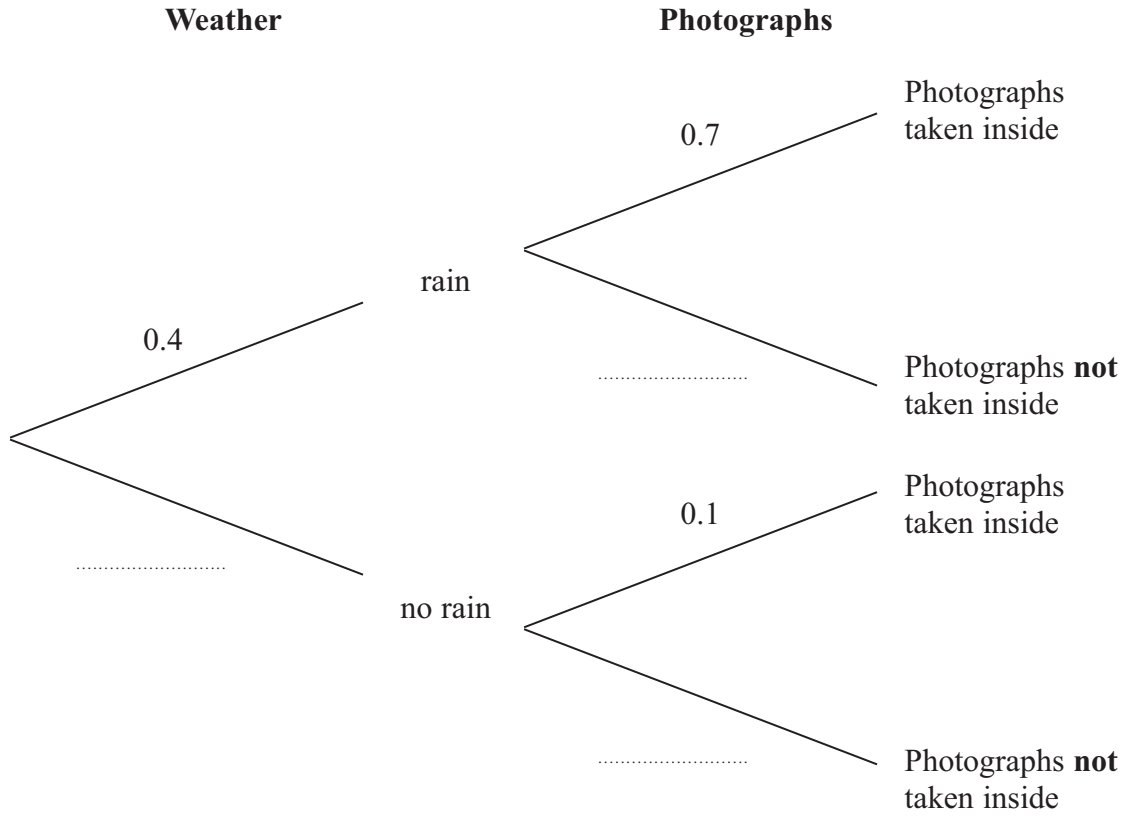 Weather
Photographs
Photographs
taken inside
0.7
rain
0.4
Photographs not
taken inside
Photographs
taken inside
0.1
no rain
Photographs not
taken inside